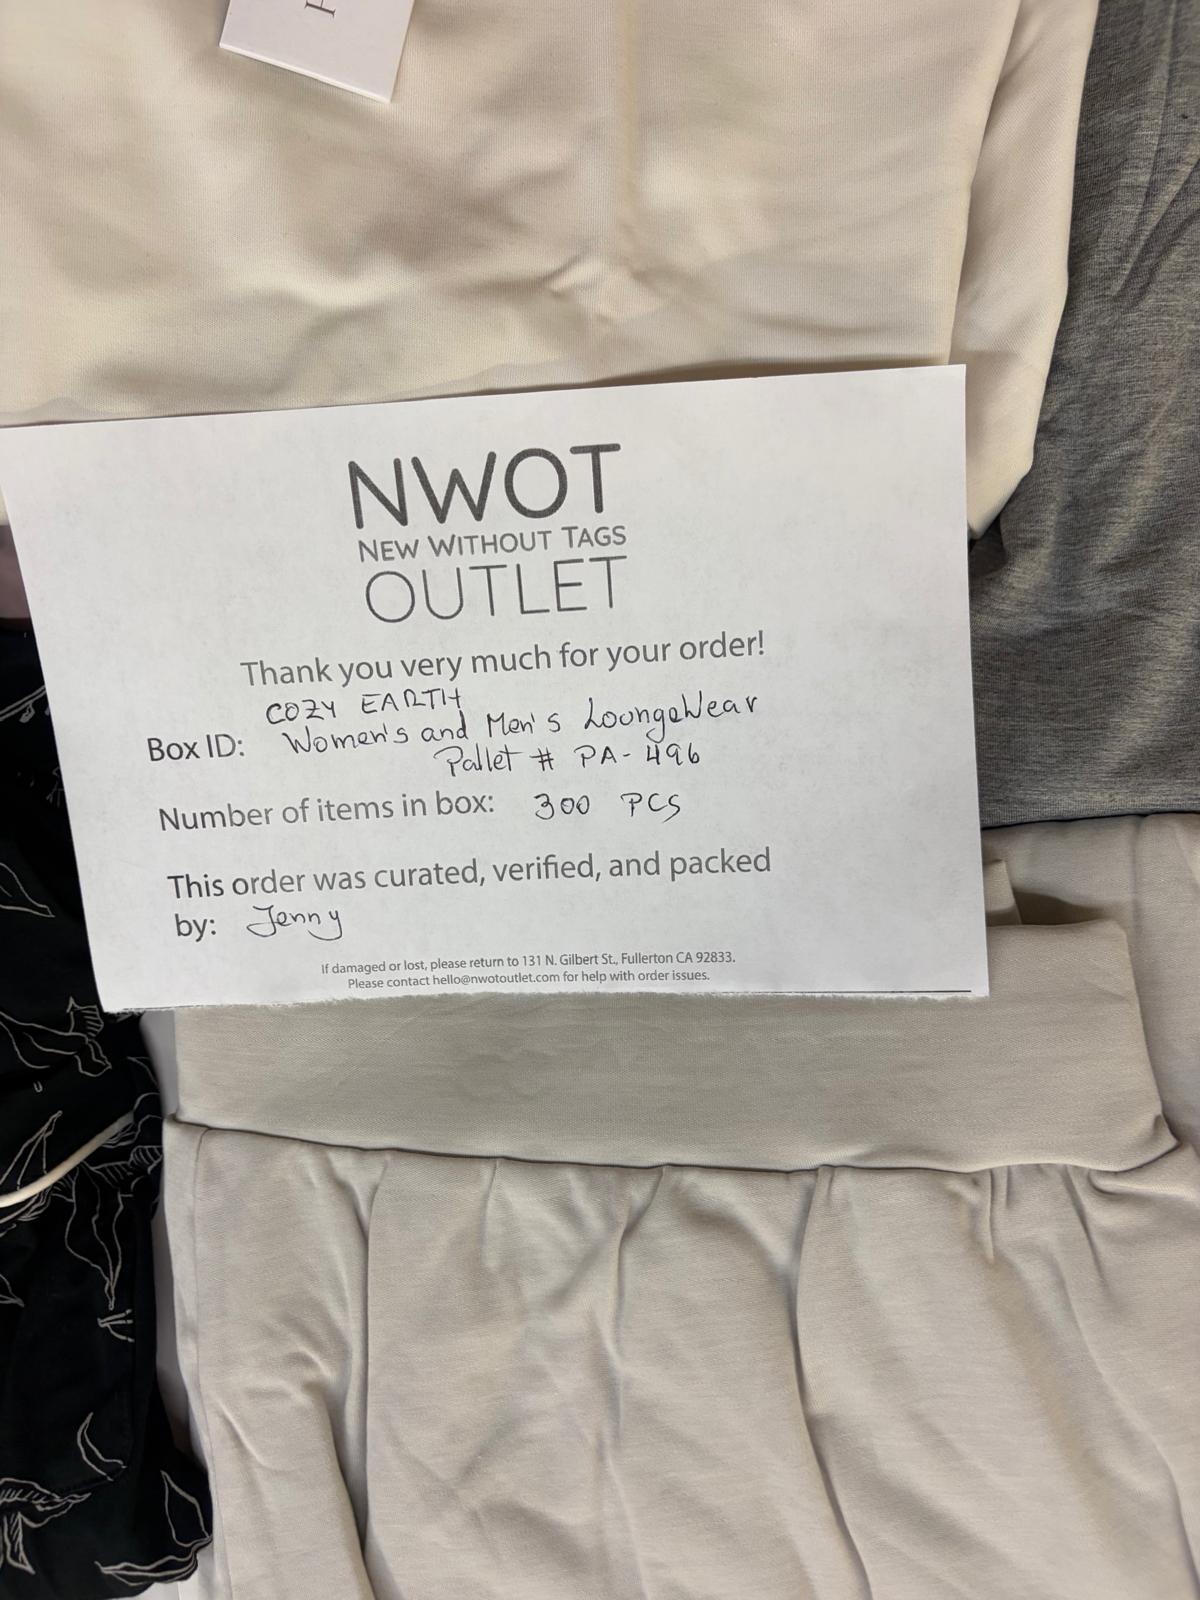 NWOT
NEW WITHOUT TAGS
OUTLET
Thank you very much for your order!
COZY EARTH
Box ID: Women's and Men's LoungeWear
Pallet # PA-496
Number of items in box: 300 PCS
This order was curated, verified, and packed
by: Jenny
If damaged or lost, please return to 131 N. Gilbert St., Fullerton CA 92833.
Please contact hello@nwotoutlet.com for help with order issues.